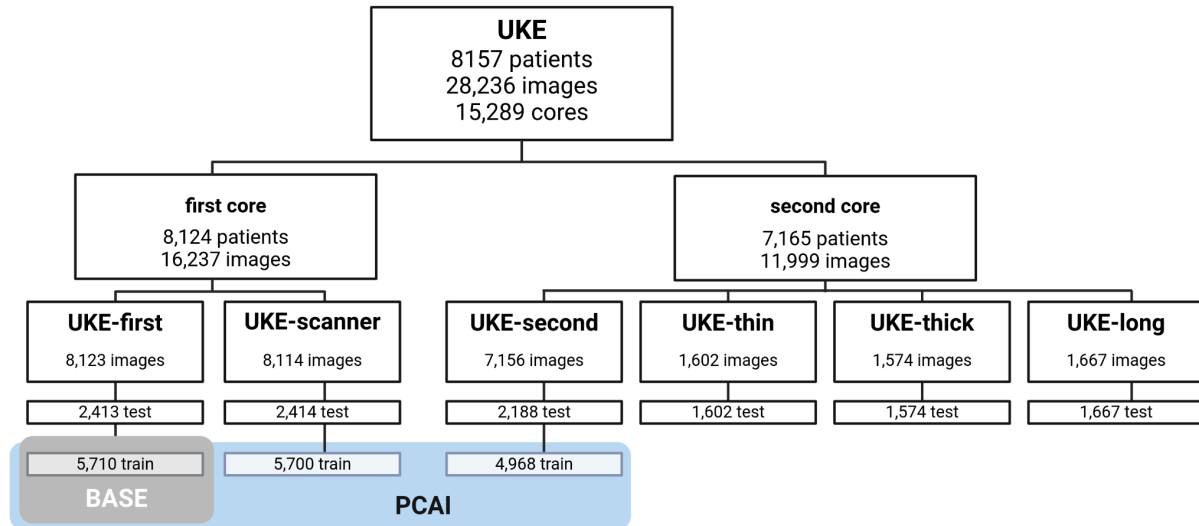 UKE
8157 patients
28,236 images
15,289 cores
first core
8,124 patients
16,237 images
second core
7,165 patients
11,999 images
UKE-first
8,123 images
UKE-scanner
8,114 images
UKE-second
7,156 images
UKE-thin
1,602 images
UKE-thick
1,574 images
UKE-long
1,667 images
2,413 test
2,414 test
2,188 test
1,602 test
1,574 test
1,667 test
5,710 train
5,700 train
4,968 train
BASE
PCAI